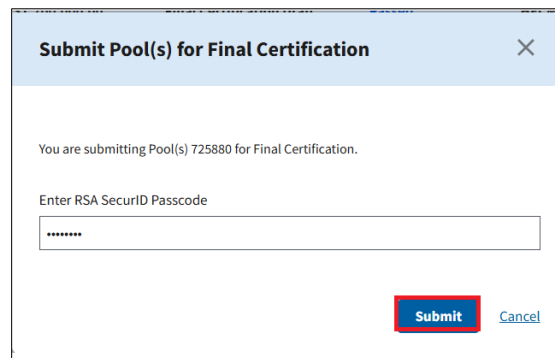 Submit Pool(s) for Final Certification
You are submitting Pool(s) 725880 for Final Certification.
Enter RSA SecurID Passcode
••••••••
Submit Cancel